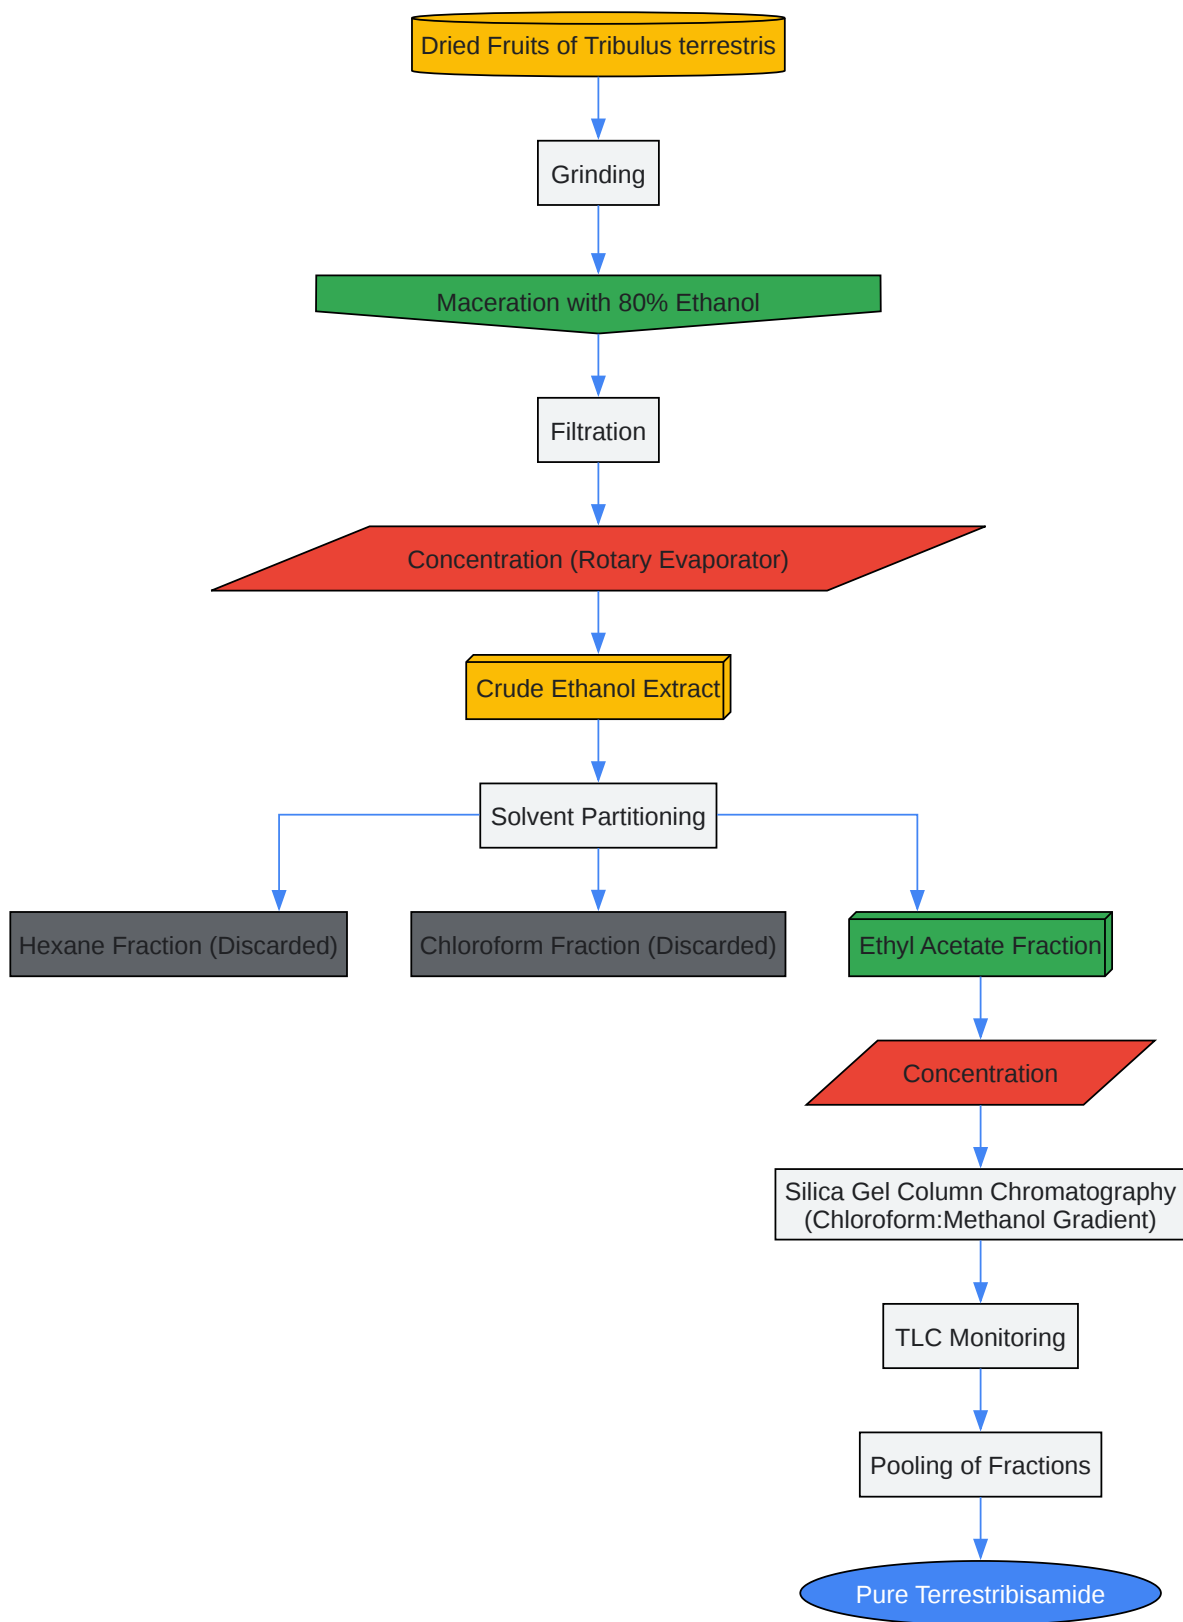 Dried Fruits of Tribulus terrestris
Grinding
Maceration with 80% Ethanol
Filtration
Concentration (Rotary Evaporator)
Crude Ethanol Extract
Solvent Partitioning
Hexane Fraction (Discarded)
Chloroform Fraction (Discarded)
Ethyl Acetate Fraction
Concentration
Silica Gel Column Chromatography
(Chloroform:Methanol Gradient)
TLC Monitoring
Pooling of Fractions
Pure Terrestribisamide